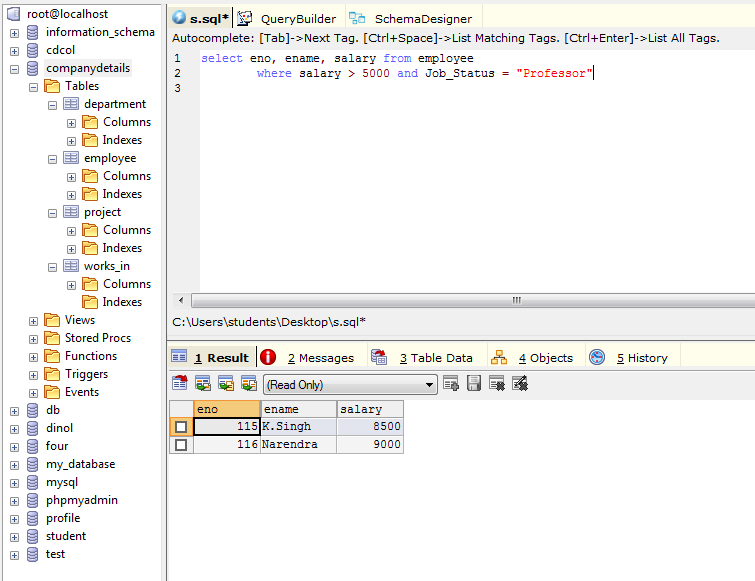 root@localhost
information_schema
cdcol
companydetails
Tables
department
Columns
Indexes
employee
Columns
Indexes
project
Columns
Indexes
works_in
Columns
Indexes
Views
Stored Procs
Functions
Triggers
Events
db
dinol
four
my_database
mysql
phpmyadmin
profile
student
test
s.sql* QueryBuilder SchemaDesigner
Autocomplete: [Tab]->Next Tag. [Ctrl+Space]->List Matching Tags. [Ctrl+Enter]->List All Tags.
1 select eno, ename, salary from employee
2 where salary > 5000 and Job_Status = "Professor"
3
C:\Users\students\Desktop\s.sql*
1 Result 2 Messages 3 Table Data 4 Objects 5 History
(Read Only)
eno ename salary
115 K.Singh 8500
116 Narendra 9000